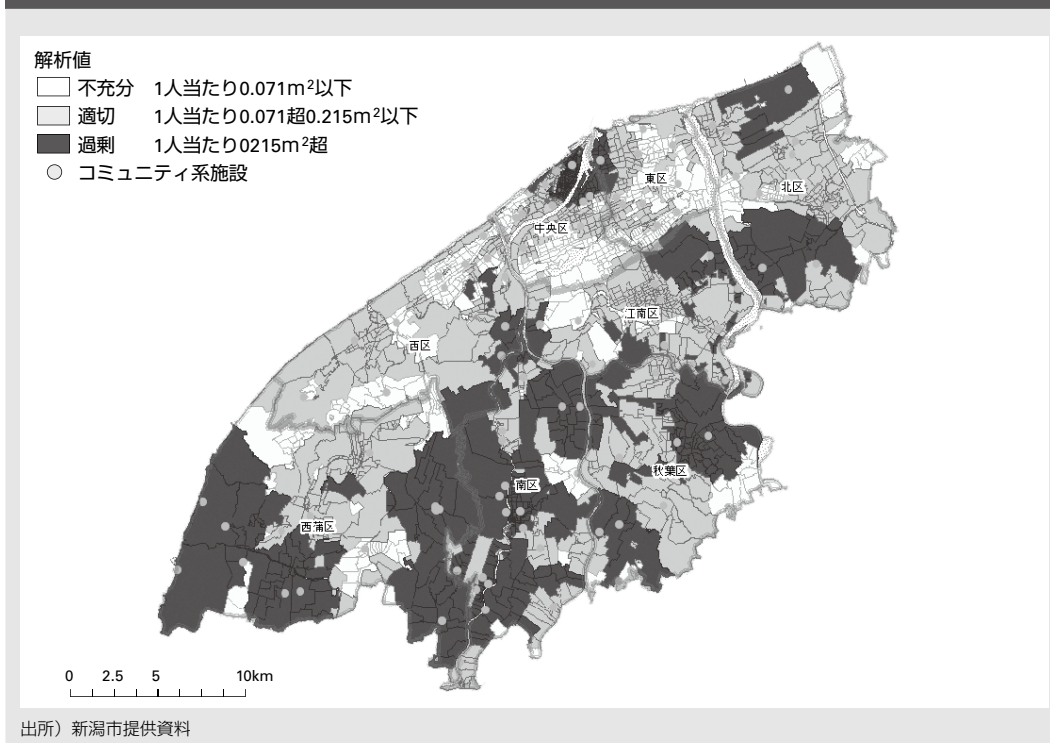 解析値
不充分 1人当たり0.071m²以下
適切 1人当たり0.071超0.215m²以下
過剰 1人当たり0215m²超
コミュニティ系施設
北区
東区
中央区
江南区
西区
秋葉区
南区
西蒲区
0 2.5 5 10km
出所）新潟市提供資料